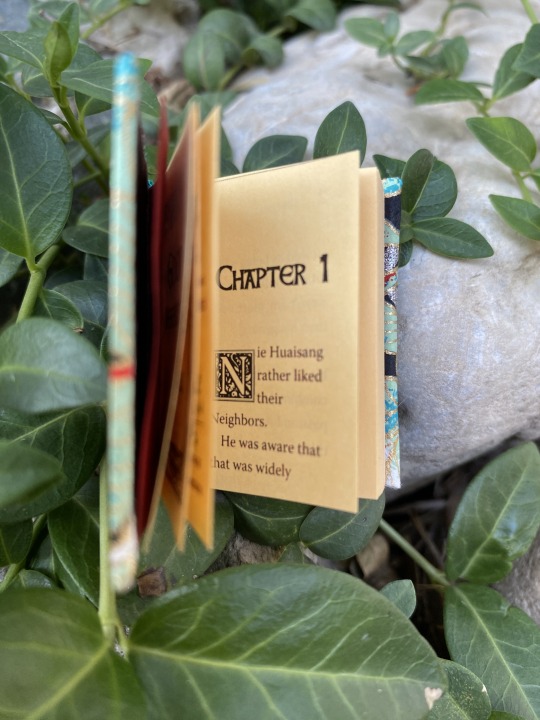 Chapter 1
Nie Huaisang
rather liked
their
Neighbors.
He was aware that
that was widely